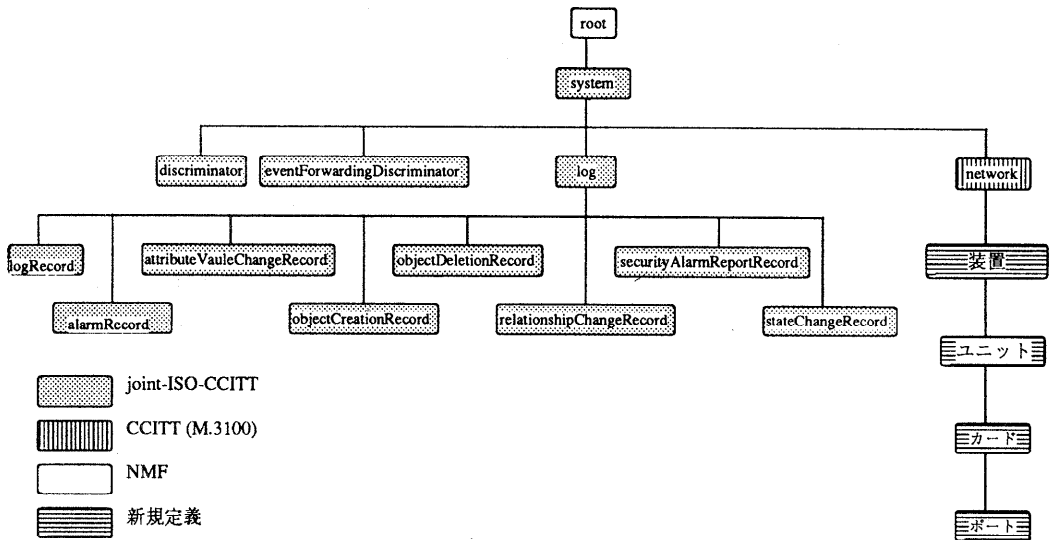 root
system
discriminator
eventForwardingDiscriminator
log
network
logRecord
attributeVauleChangeRecord
objectDeletionRecord
securityAlarmReportRecord
装置
alarmRecord
objectCreationRecord
relationshipChangeRecord
stateChangeRecord
ユニット
joint-ISO-CCITT
CCITT (M.3100)
カード
NMF
新規定義
ポート